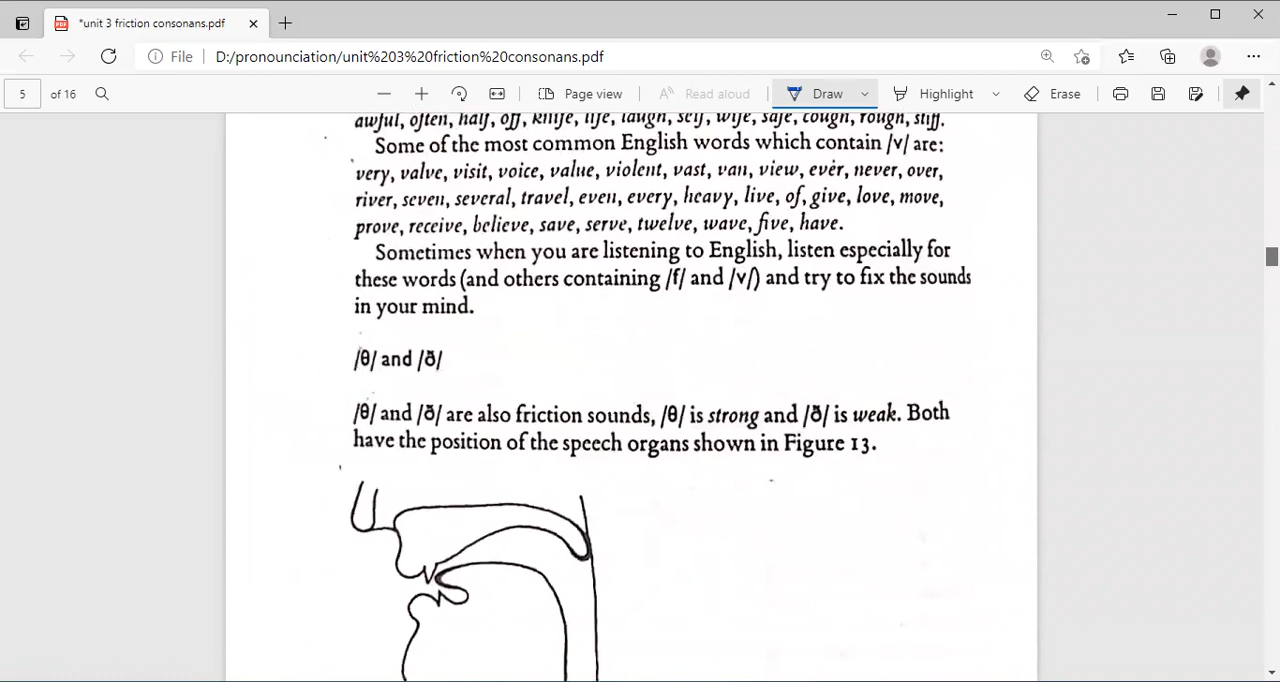 *unit 3 friction consonans.pdf
File D:/pronounciation/unit%203%20friction%20consonans.pdf
5 of 16 Page view Read aloud Draw Highlight Erase
awful, often, half, off, knife, life, laugh, self, wife, safe, cough, rough, stiff.
Some of the most common English words which contain /v/ are:
very, valve, visit, voice, value, violent, vast, van, view, ever, never, over,
river, seven, several, travel, even, every, heavy, live, of, give, love, move,
prove, receive, believe, save, serve, twelve, wave, five, have.
Sometimes when you are listening to English, listen especially for
these words (and others containing /f/ and /v/) and try to fix the sounds
in your mind.
/θ/ and /ð/
/θ/ and /ð/ are also friction sounds, /θ/ is strong and /ð/ is weak. Both
have the position of the speech organs shown in Figure 13.